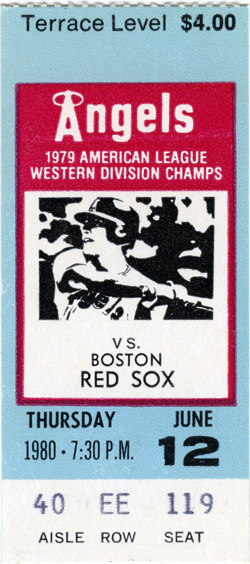 Terrace Level $4.00
Angels
1979 AMERICAN LEAGUE
WESTERN DIVISION CHAMPS
VS.
BOSTON
RED SOX
THURSDAY JUNE
1980 • 7:30 P.M. 12
40 EE 119
AISLE ROW SEAT